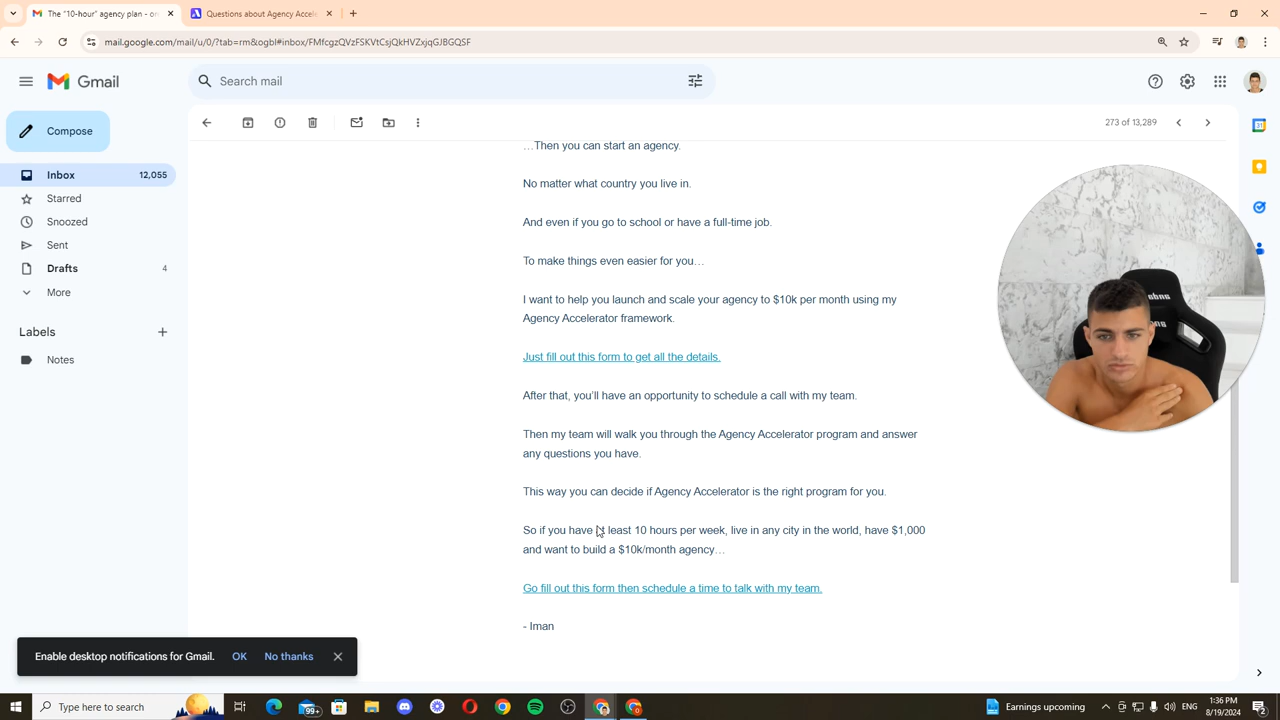 The "10-hour" agency plan - on
Questions about Agency Accele
mail.google.com/mail/u/0/?tab=rm&ogbl#inbox/FMfcgzQVzFSKVtCsjQkHVZxjqGJBGQSF
Gmail
Search mail
Compose
273 of 13,289
Inbox 12,055
Starred
Snoozed
Sent
Drafts 4
More
Labels
Notes
…Then you can start an agency.
No matter what country you live in.
And even if you go to school or have a full-time job.
To make things even easier for you…
I want to help you launch and scale your agency to $10k per month using my
Agency Accelerator framework.
Just fill out this form to get all the details.
After that, you'll have an opportunity to schedule a call with my team.
Then my team will walk you through the Agency Accelerator program and answer
any questions you have.
This way you can decide if Agency Accelerator is the right program for you.
So if you have at least 10 hours per week, live in any city in the world, have $1,000
and want to build a $10k/month agency…
Go fill out this form then schedule a time to talk with my team.
- Iman
Enable desktop notifications for Gmail. OK No thanks
Type here to search
99+
Earnings upcoming
ENG
1:36 PM
8/19/2024